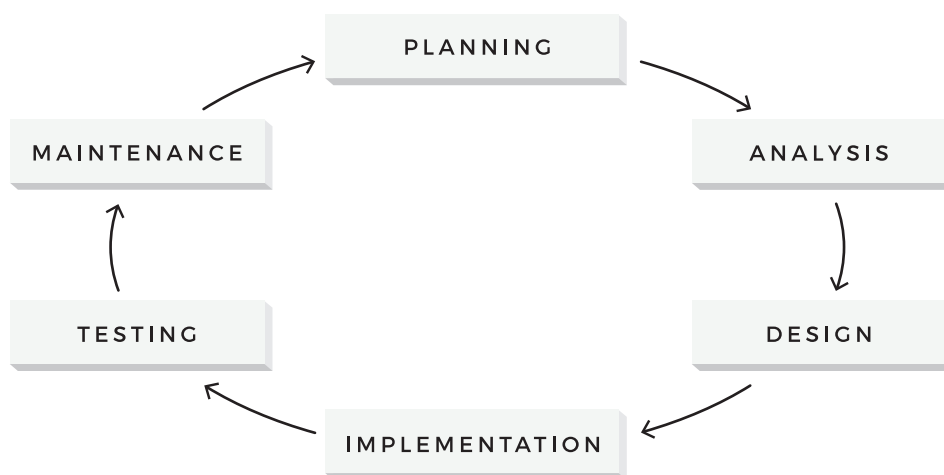 PLANNING
ANALYSIS
DESIGN
IMPLEMENTATION
TESTING
MAINTENANCE